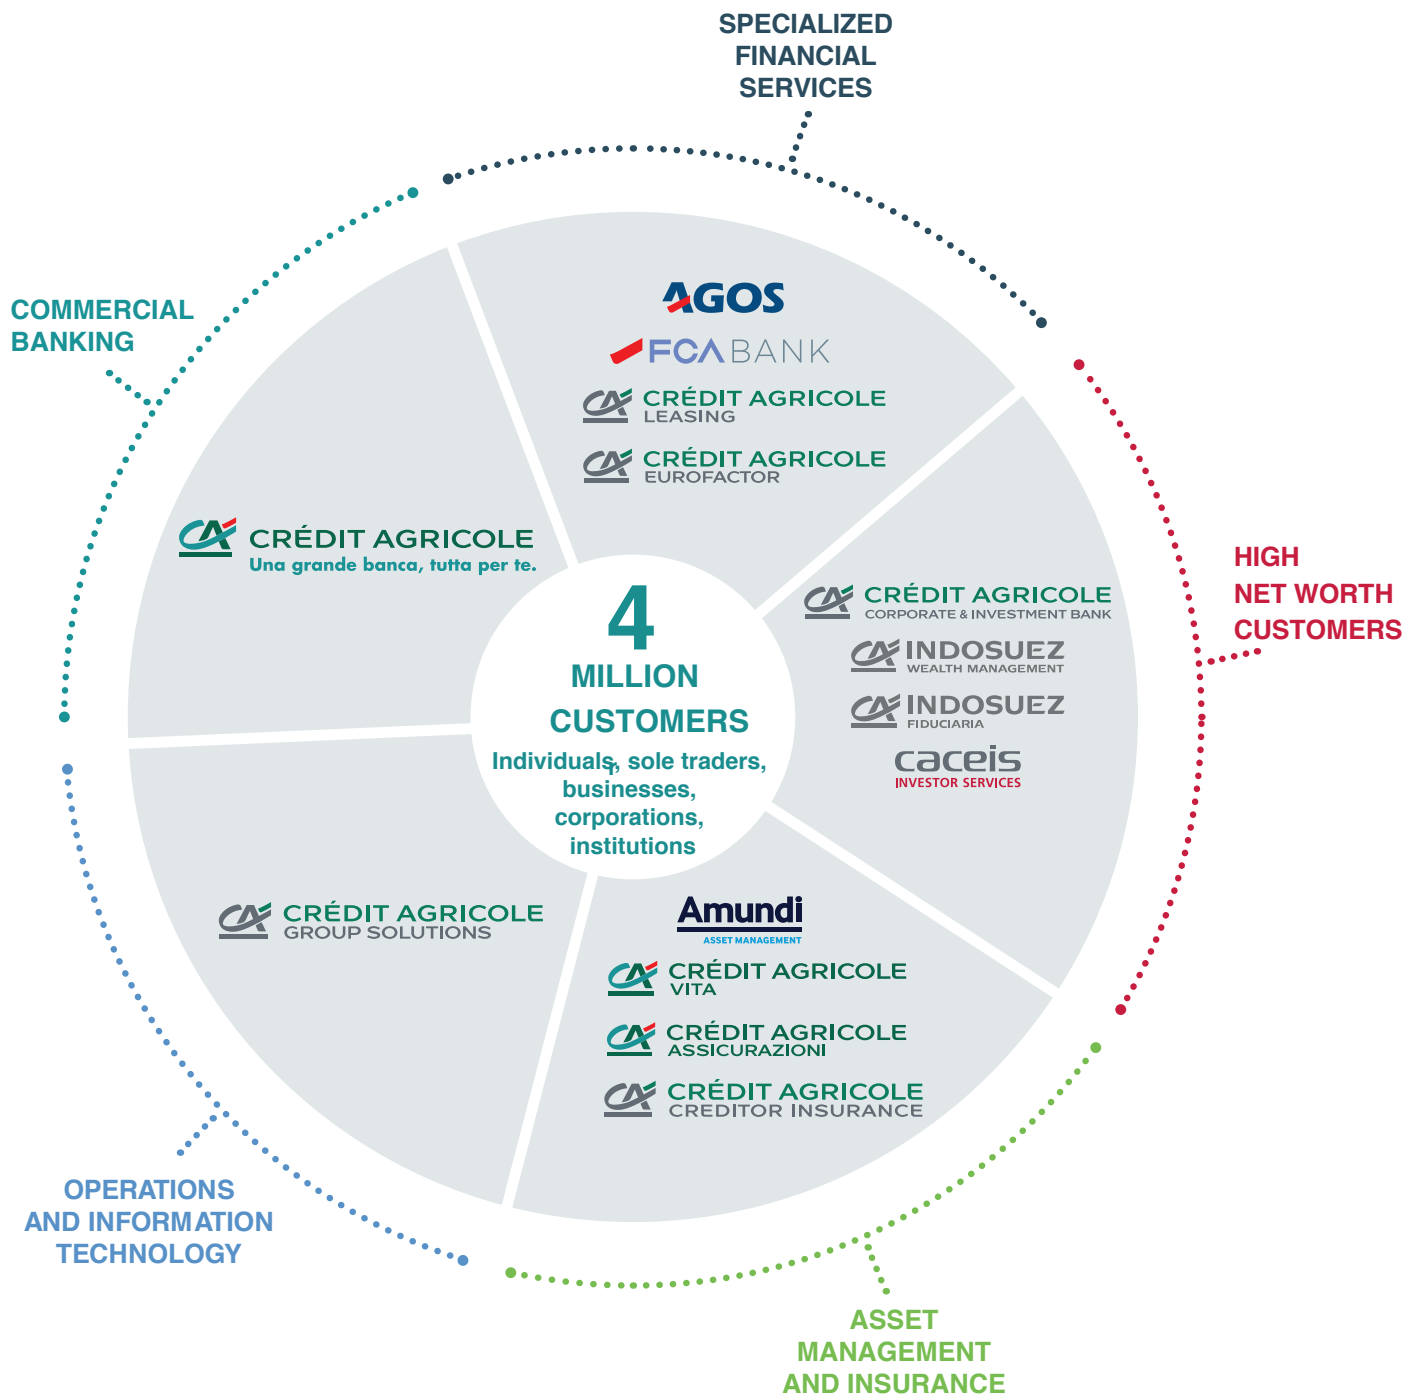 SPECIALIZED
FINANCIAL
SERVICES
COMMERCIAL
BANKING
AGOS
FCA BANK
CRÉDIT AGRICOLE
LEASING
CRÉDIT AGRICOLE
EUROFACTOR
CRÉDIT AGRICOLE
Una grande banca, tutta per te.
HIGH
NET WORTH
CUSTOMERS
CRÉDIT AGRICOLE
CORPORATE & INVESTMENT BANK
INDOSUEZ
WEALTH MANAGEMENT
INDOSUEZ
FIDUCIARIA
caceis
INVESTOR SERVICES
4
MILLION
CUSTOMERS
Individuals, sole traders,
businesses,
corporations,
institutions
CRÉDIT AGRICOLE
GROUP SOLUTIONS
Amundi
ASSET MANAGEMENT
CRÉDIT AGRICOLE
VITA
CRÉDIT AGRICOLE
ASSICURAZIONI
CRÉDIT AGRICOLE
CREDITOR INSURANCE
OPERATIONS
AND INFORMATION
TECHNOLOGY
ASSET
MANAGEMENT
AND INSURANCE